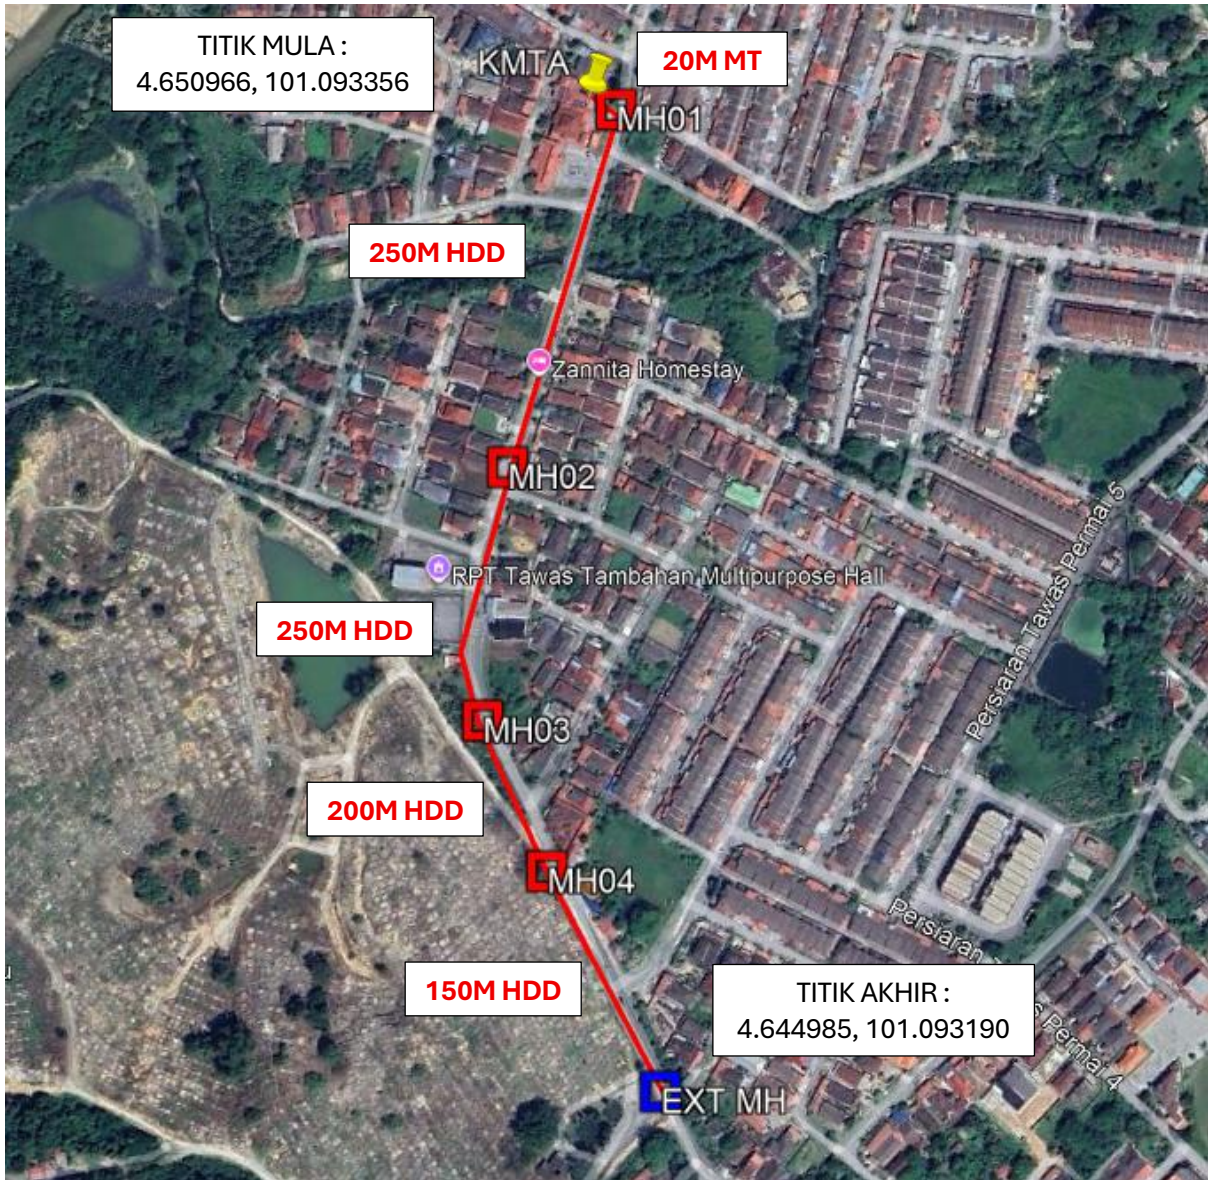 TITIK MULA :
4.650966, 101.093356
KMTA
20M MT
MH01
250M HDD
Zannita Homestay
MH02
RPT Tawas Tambahan Multipurpose Hall
Persiaran Tawas Permai 5
250M HDD
MH03
200M HDD
MH04
Persiaran
s Permai 4
150M HDD
TITIK AKHIR :
4.644985, 101.093190
EXT MH